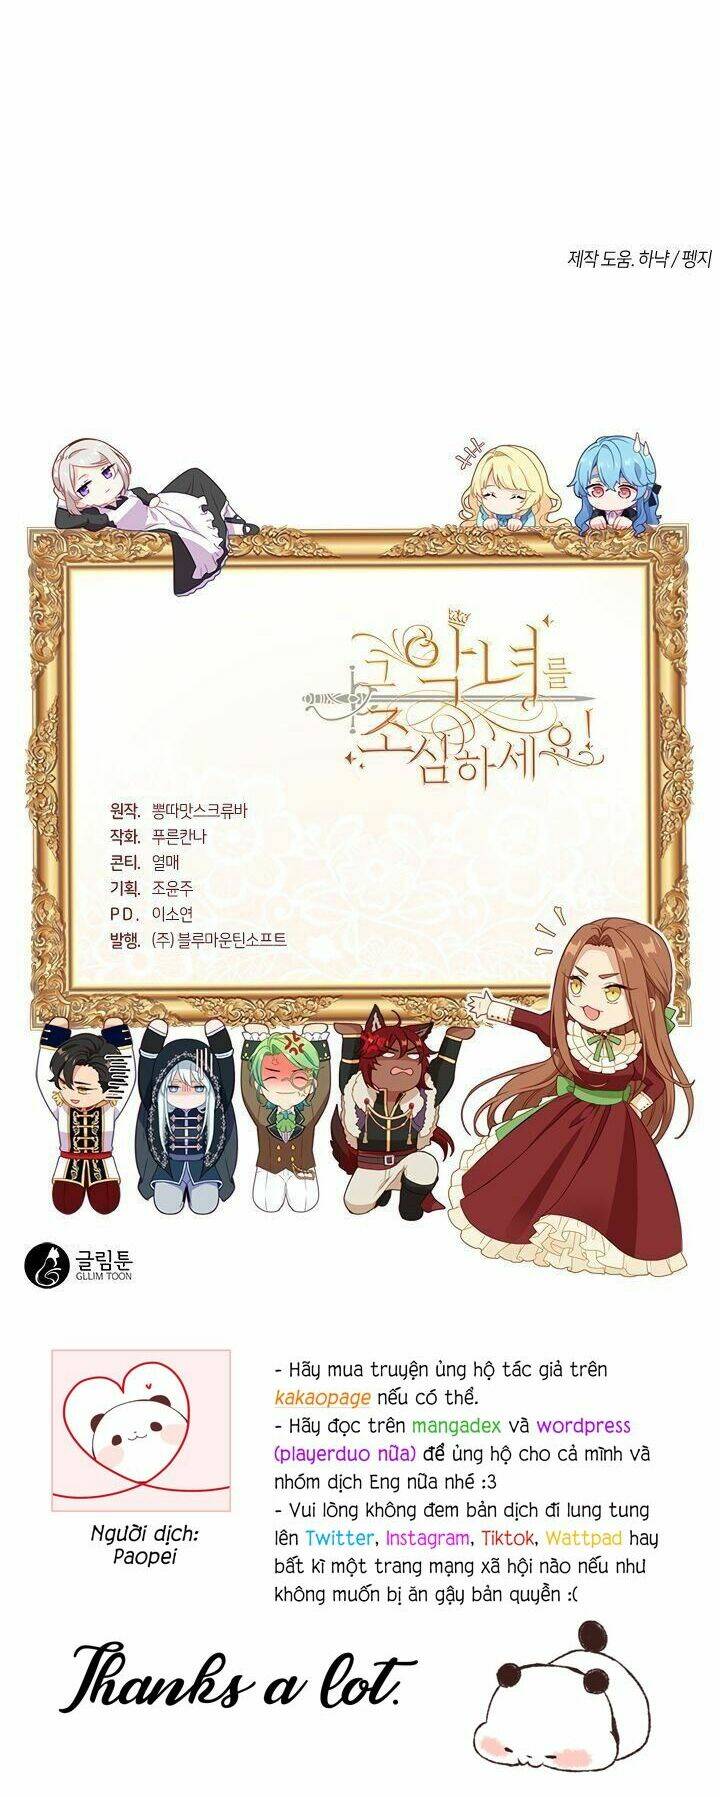 제작 도움. 하냑 / 펭지
그 악녀를
조심하세요!
원작. 뽕따맛스크류바
작화. 푸른칸나
콘티. 열매
기획. 조윤주
PD. 이소연
발행. (주) 블루마운틴소프트
글림툰
GLLIM TOON
- Hãy mua truyện ủng hộ tác giả trên
kakaopage nếu có thể.
- Hãy đọc trên mangadex và wordpress
(playerduo nữa) để ủng hộ cho cả mình và
nhóm dịch Eng nữa nhé :3
- Vui lòng không đem bản dịch đi lung tung
lên Twitter, Instagram, Tiktok, Wattpad hay
bất kì một trang mạng xã hội nào nếu như
không muốn bị ăn gậy bản quyền :(
Người dịch:
Paopei
Thanks a lot.